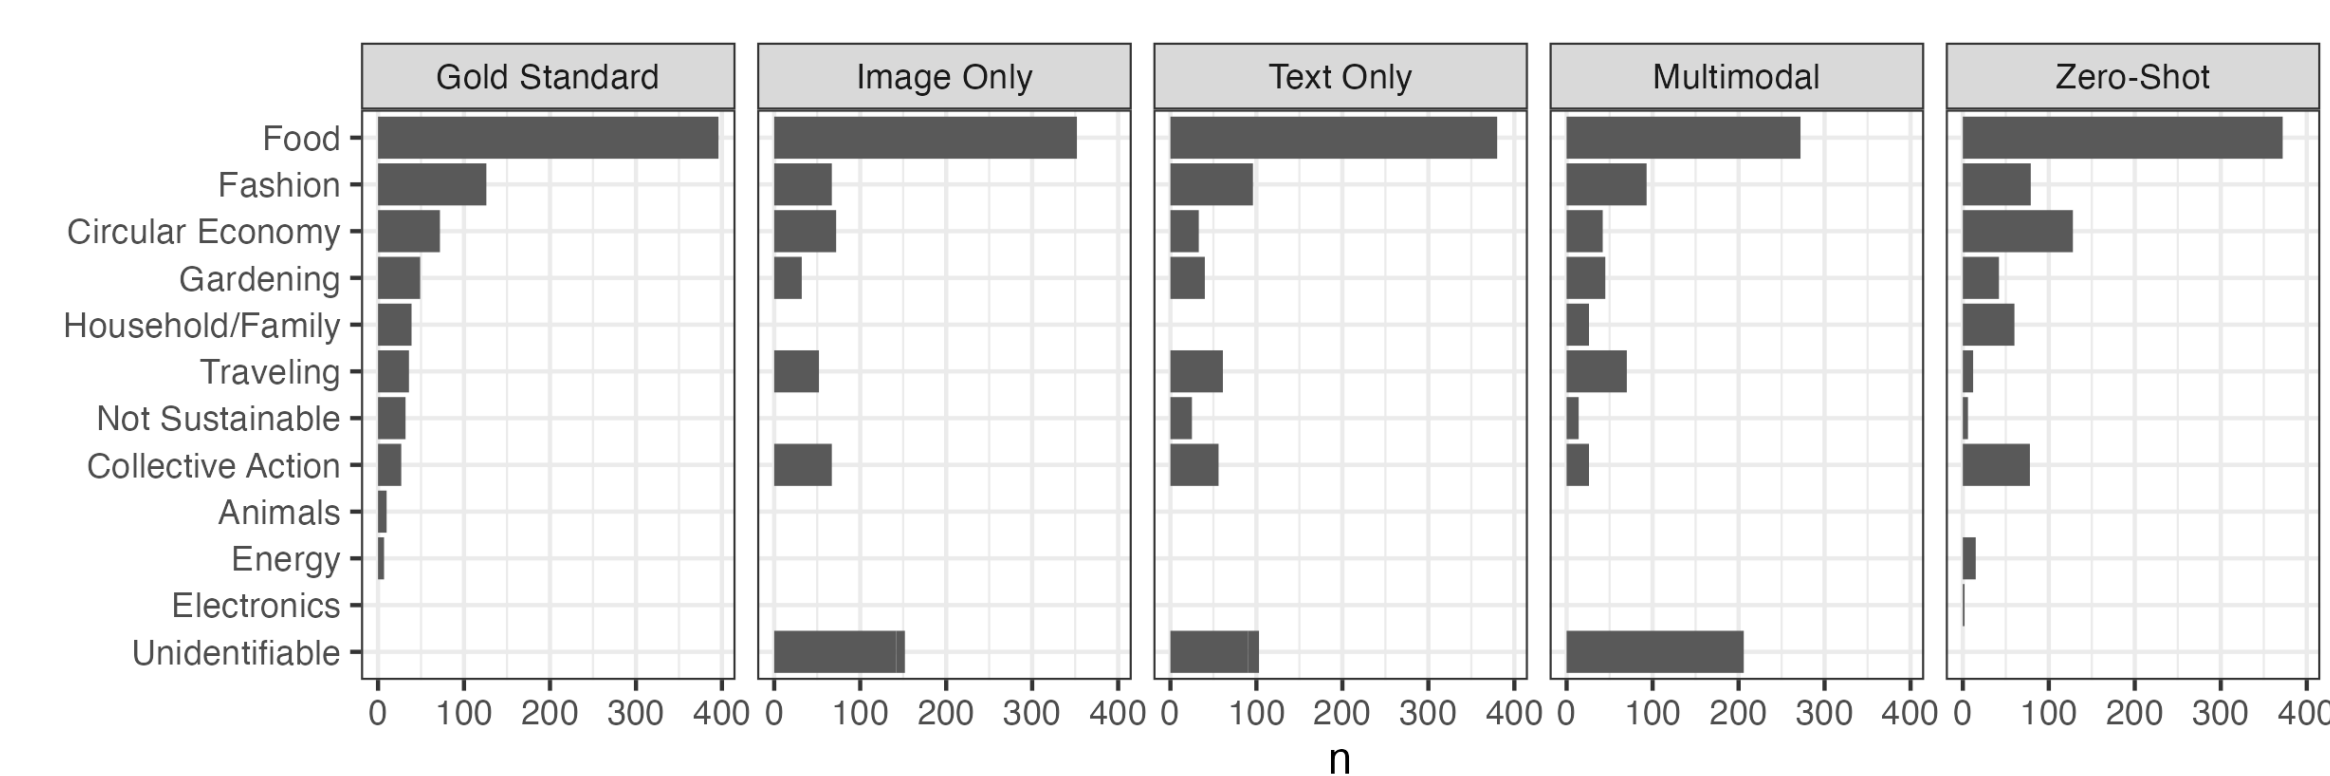 Gold Standard Image Only Text Only Multimodal Zero-Shot
Food
Fashion
Circular Economy
Gardening
Household/Family
Traveling
Not Sustainable
Collective Action
Animals
Energy
Electronics
Unidentifiable
0 100 200 300 400 0 100 200 300 400 0 100 200 300 400 0 100 200 300 400 0 100 200 300 400
n